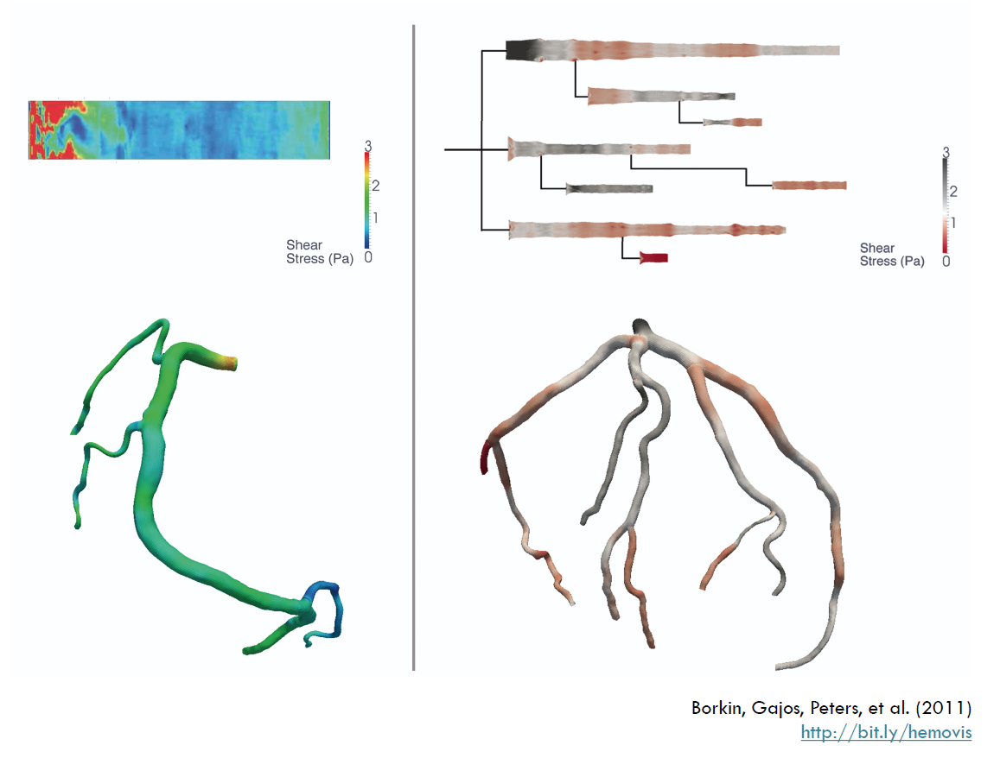 3
2
1
0
Shear
Stress (Pa)
3
2
1
0
Shear
Stress (Pa)
Borkin, Gajos, Peters, et al. (2011)
http://bit.ly/hemovis